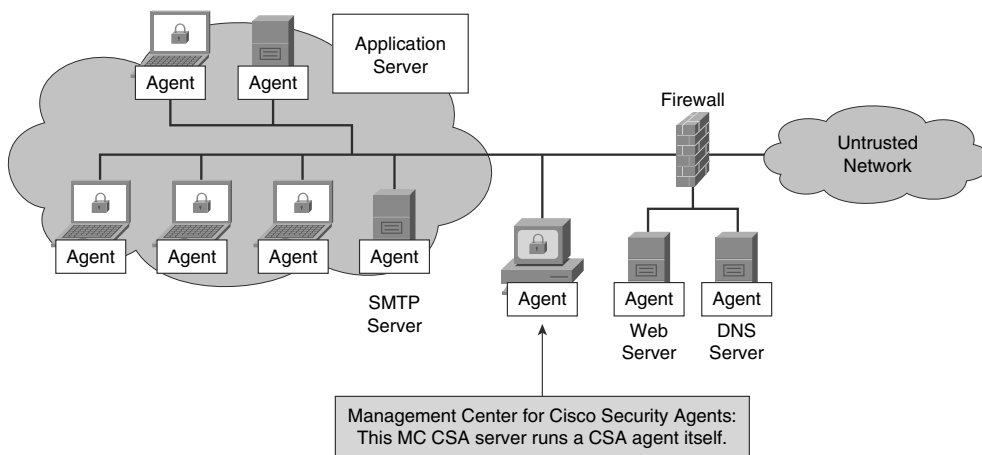 Application
Server
Agent
Agent
Firewall
Untrusted
Network
Agent
Agent
Agent
Agent
SMTP
Server
Agent
Agent
Web
Server
Agent
DNS
Server
Management Center for Cisco Security Agents:
This MC CSA server runs a CSA agent itself.